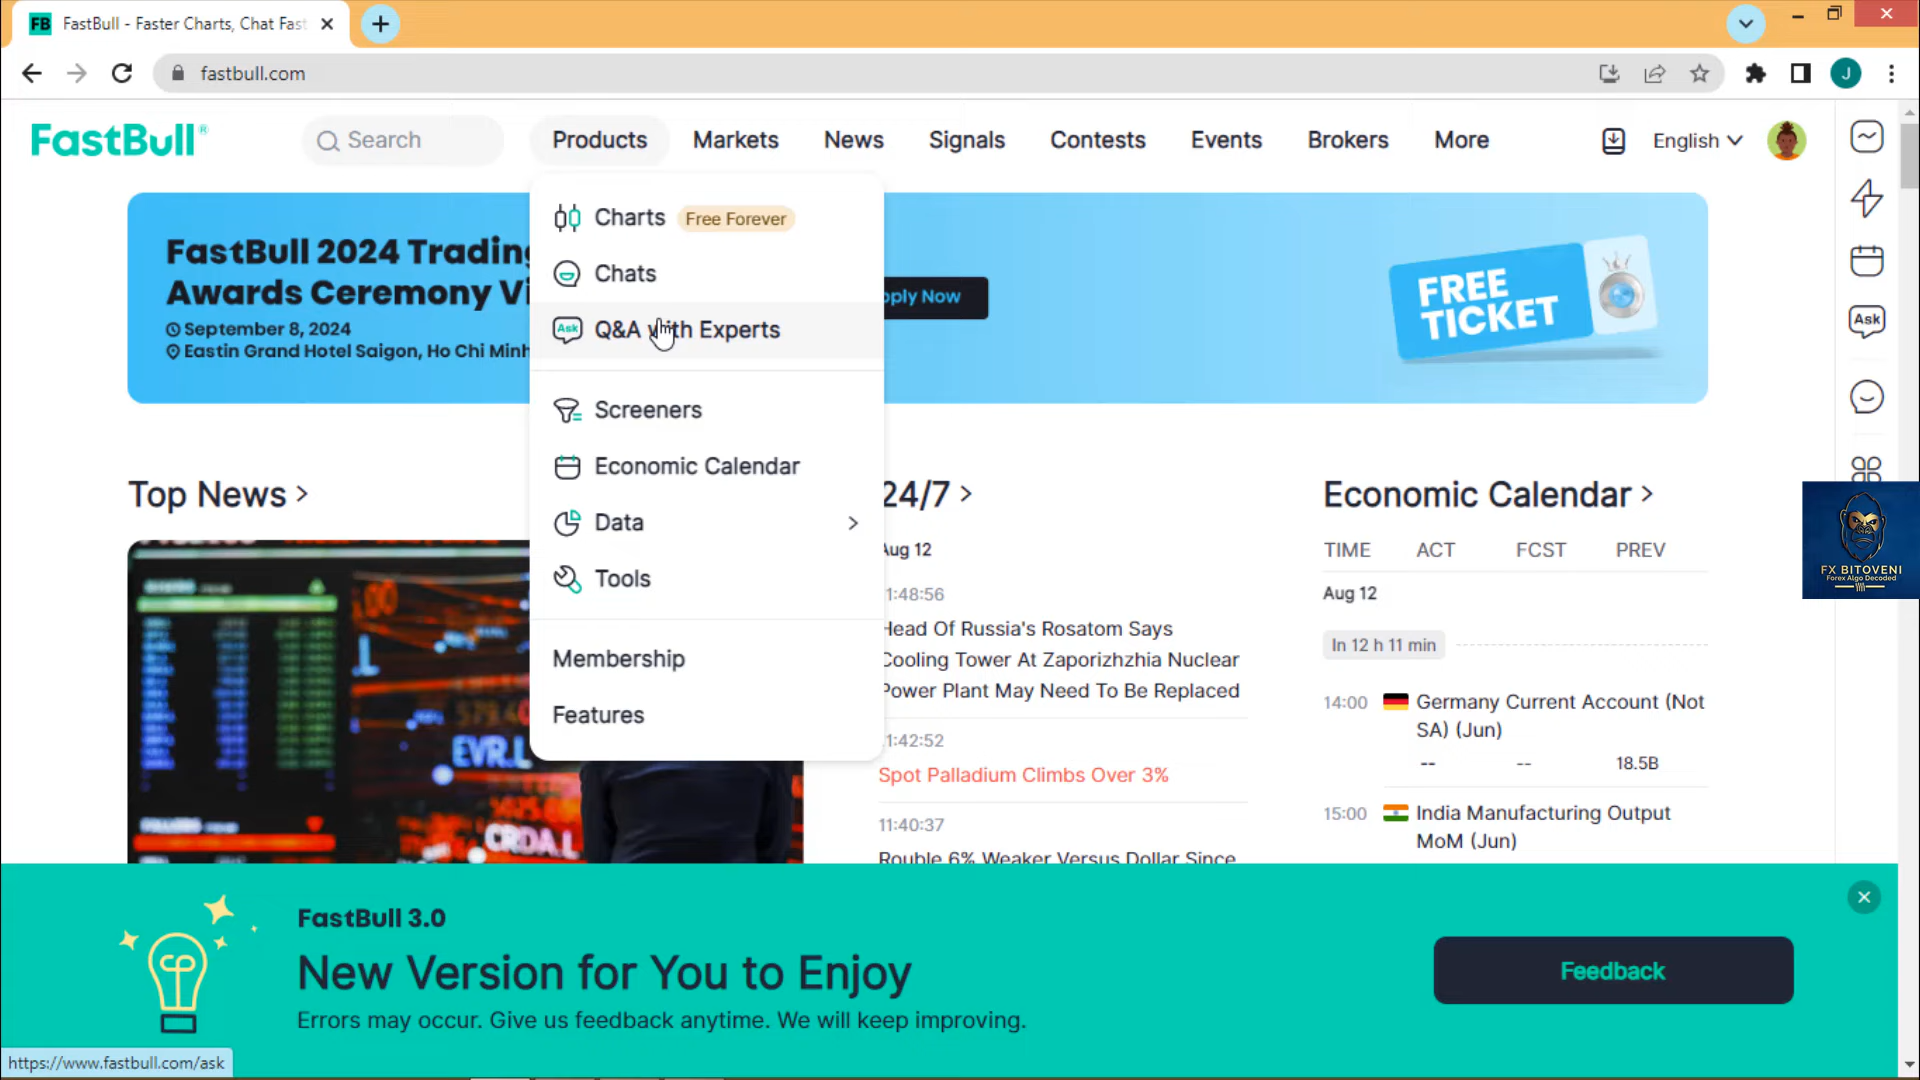 FB FastBull - Faster Charts, Chat Fast
fastbull.com
J
FastBull®
Search
Products
Markets
News
Signals
Contests
Events
Brokers
More
English
Charts Free Forever
Chats
Ask Q&A with Experts
Screeners
Economic Calendar
Data
Tools
Membership
Features
FastBull 2024 Trading
Awards Ceremony Vi
September 8, 2024
Eastin Grand Hotel Saigon, Ho Chi Minh
pply Now
FREE
TICKET
Ask
Top News >
EVR.L
CRDA.L
24/7 >
Aug 12
1:48:56
Head Of Russia's Rosatom Says
Cooling Tower At Zaporizhzhia Nuclear
Power Plant May Need To Be Replaced
1:42:52
Spot Palladium Climbs Over 3%
11:40:37
Rouble 6% Weaker Versus Dollar Since
Economic Calendar >
TIME ACT FCST PREV
Aug 12
In 12 h 11 min
14:00 Germany Current Account (Not
SA) (Jun)
-- -- 18.5B
15:00 India Manufacturing Output
MoM (Jun)
FX BITOVENI
Forex Algo Decoded
FastBull 3.0
New Version for You to Enjoy
Errors may occur. Give us feedback anytime. We will keep improving.
Feedback
https://www.fastbull.com/ask